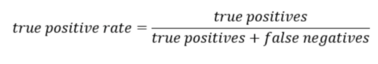 true positive rate = true positives / true positives + false negatives